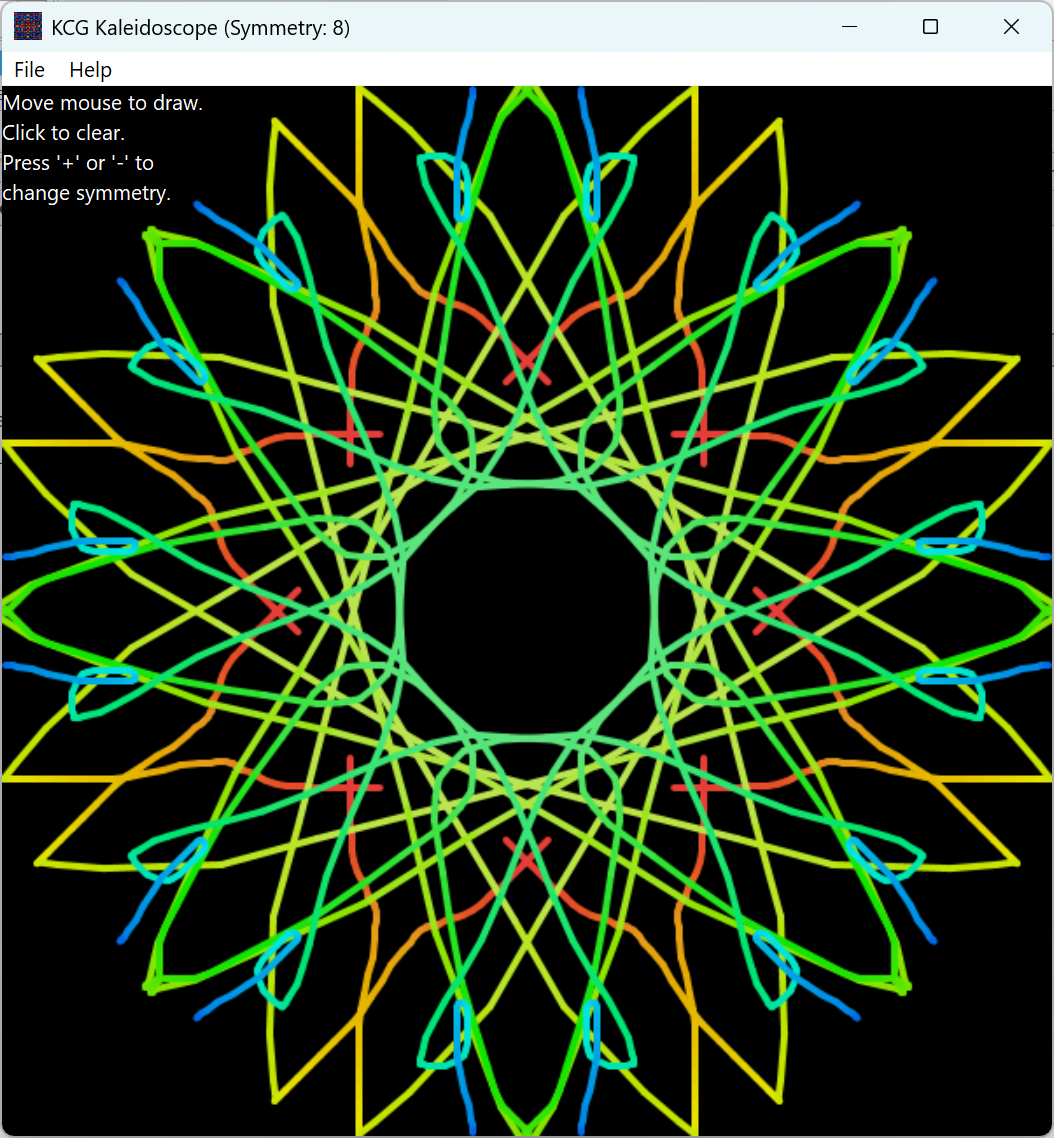 KCG Kaleidoscope (Symmetry: 8)
File Help
Move mouse to draw.
Click to clear.
Press '+' or '-' to
change symmetry.